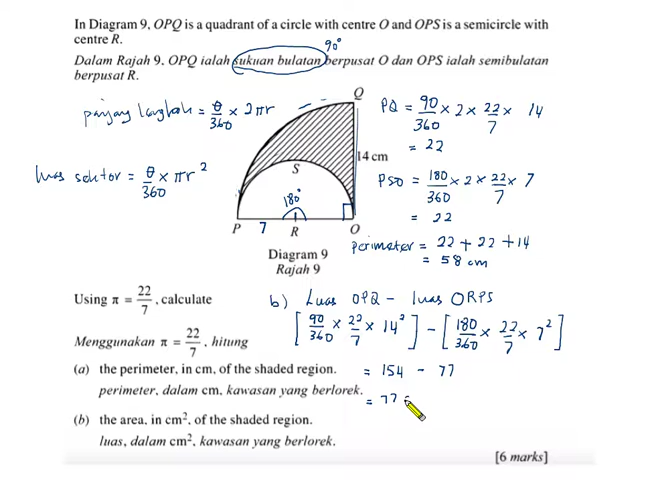 In Diagram 9, OPQ is a quadrant of a circle with centre O and OPS is a semicircle with
centre R.
90°
Dalam Rajah 9, OPQ ialah sukuan bulatan berpusat O dan OPS ialah semibulatan
berpusat R.
panjang lengkok = θ/360 × 2πr
luas sektor = θ/360 × πr²
Q
14 cm
S
180°
P 7 R O
Diagram 9
Rajah 9
PQ = 90/360 × 2 × 22/7 × 14
= 22
PSO = 180/360 × 2 × 22/7 × 7
= 22
perimeter = 22 + 22 + 14
= 58 cm
Using π = 22/7, calculate
Menggunakan π = 22/7, hitung
(a) the perimeter, in cm, of the shaded region.
perimeter, dalam cm, kawasan yang berlorek.
(b) the area, in cm², of the shaded region.
luas, dalam cm², kawasan yang berlorek.
b) Luas OPQ - luas ORPS
[90/360 × 22/7 × 14²] - [180/360 × 22/7 × 7²]
= 154 - 77
= 77
[6 marks]